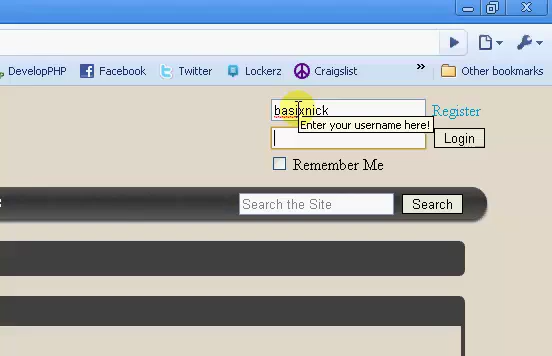 DevelopPHP Facebook Twitter Lockerz Craigslist » Other bookmarks
basixnick Register
Enter your username here!
Login
Remember Me
Search the Site Search